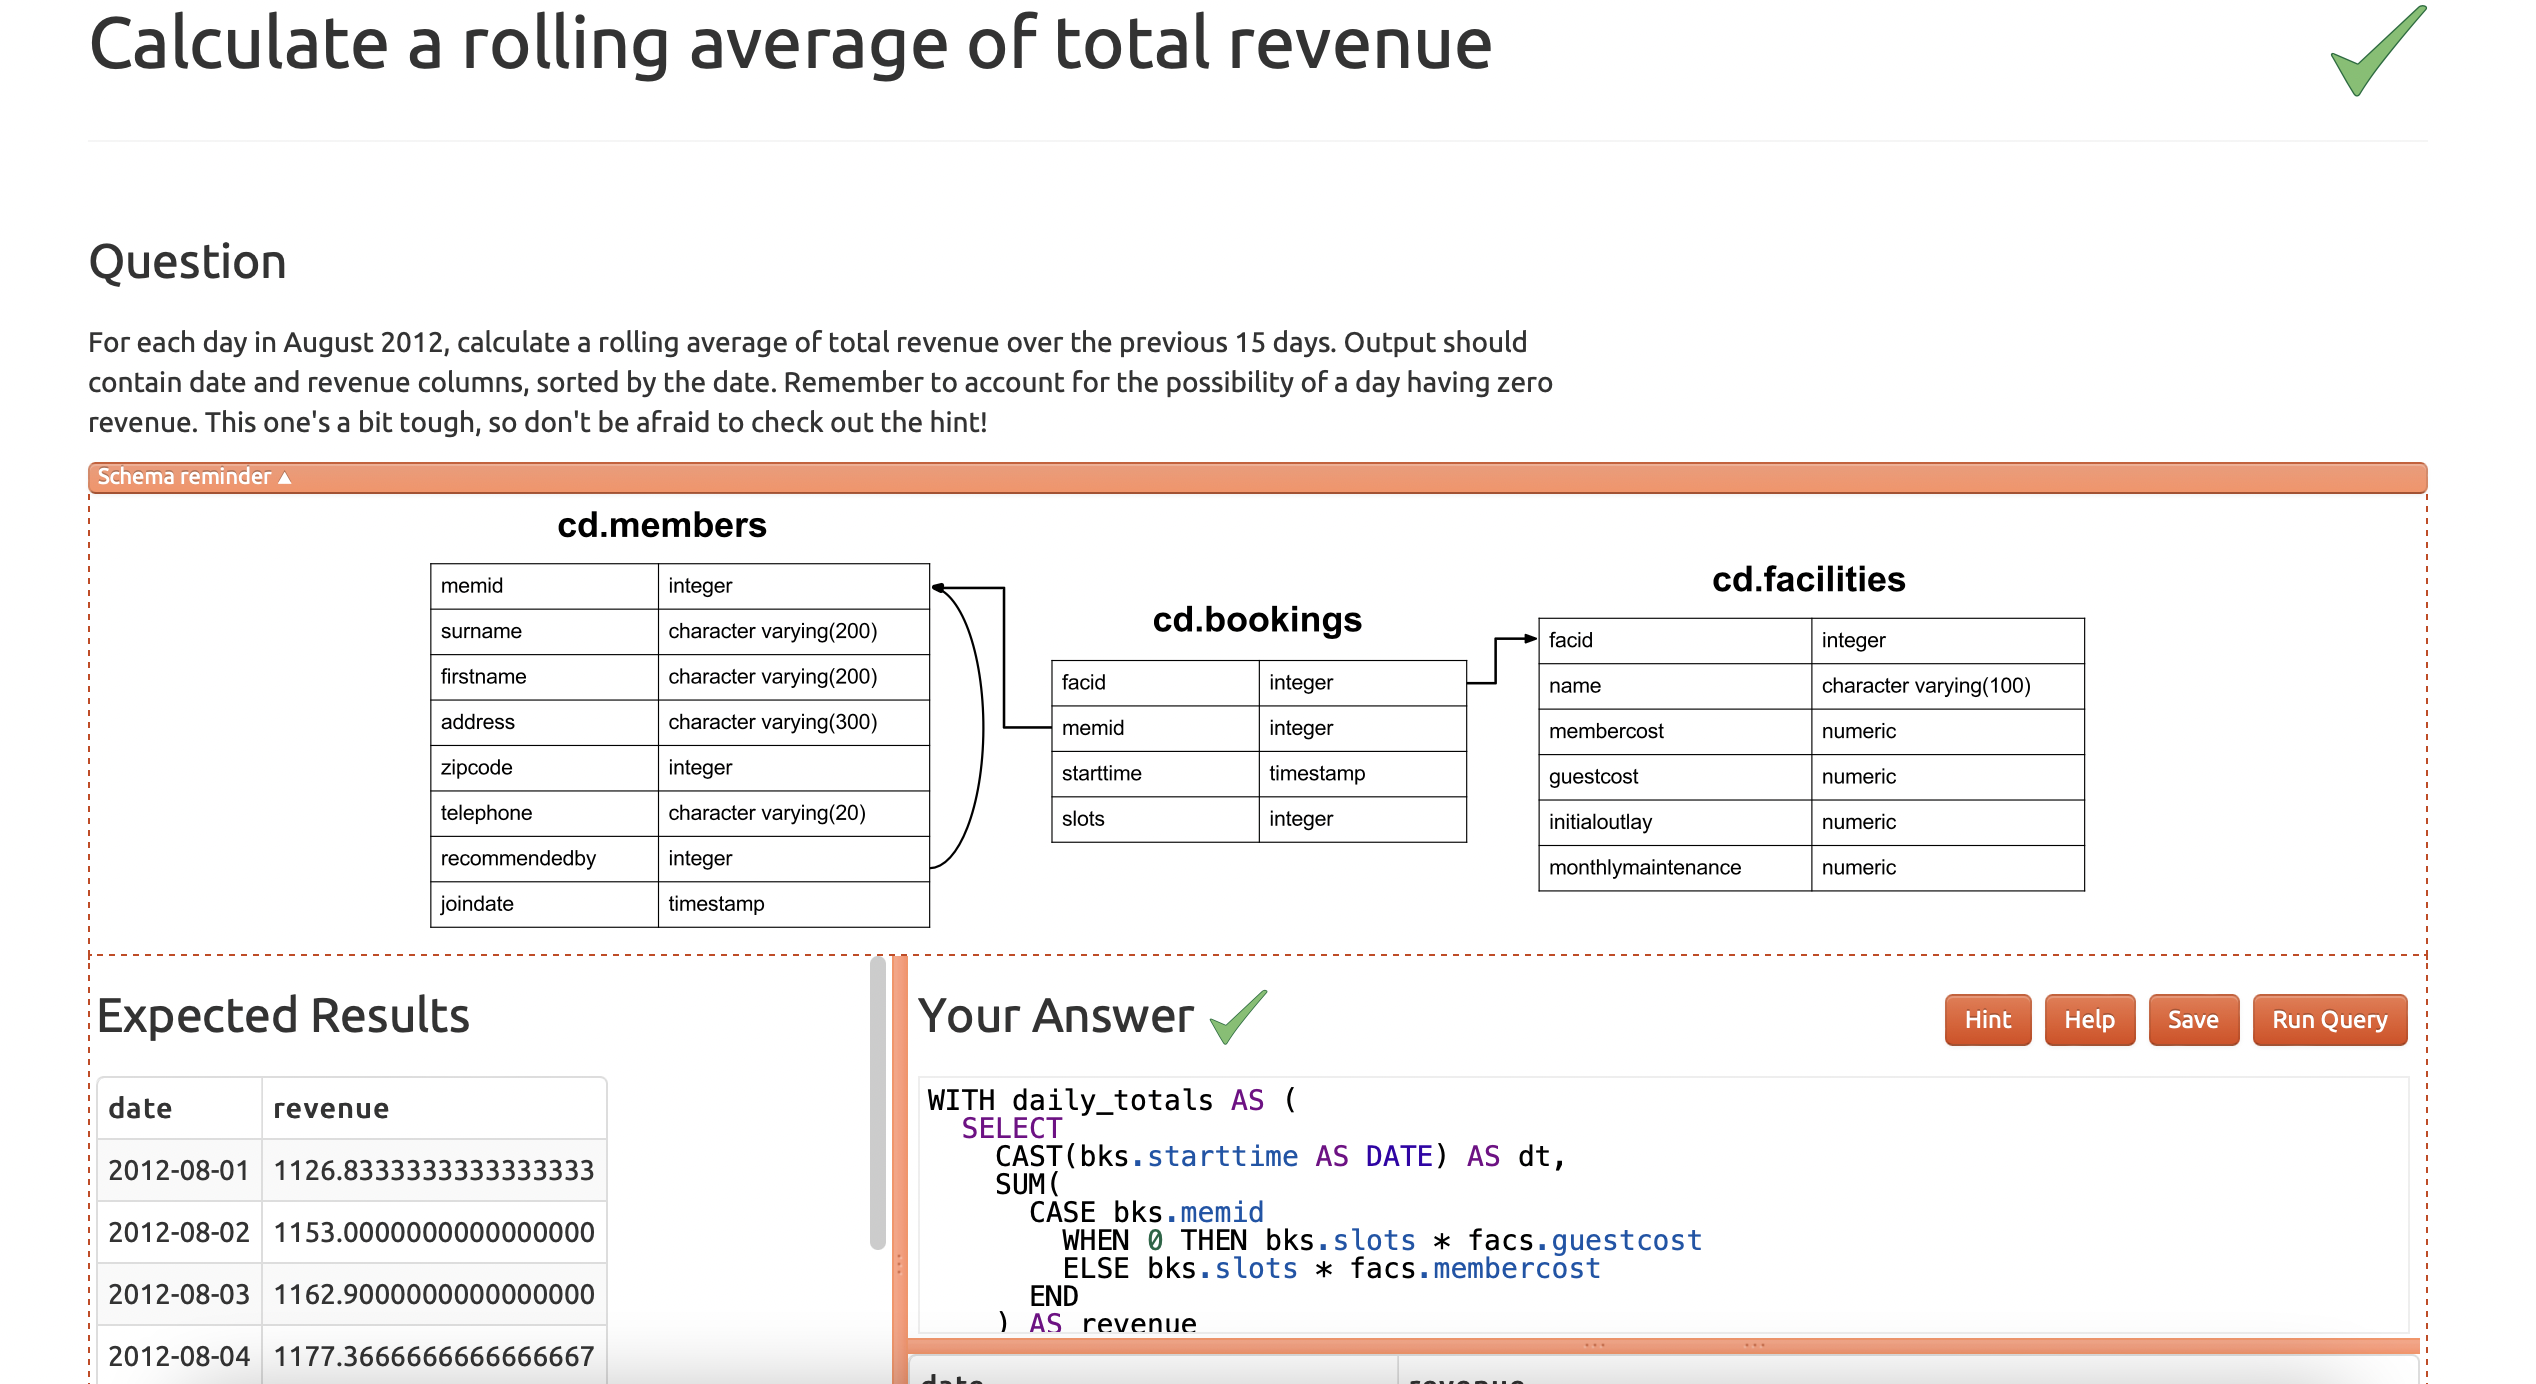 Calculate a rolling average of total revenue
Question
For each day in August 2012, calculate a rolling average of total revenue over the previous 15 days. Output should
contain date and revenue columns, sorted by the date. Remember to account for the possibility of a day having zero
revenue. This one's a bit tough, so don't be afraid to check out the hint!
Schema reminder ▲
cd.members
memid integer
surname character varying(200)
firstname character varying(200)
address character varying(300)
zipcode integer
telephone character varying(20)
recommendedby integer
joindate timestamp
cd.bookings
facid integer
memid integer
starttime timestamp
slots integer
cd.facilities
facid integer
name character varying(100)
membercost numeric
guestcost numeric
initialoutlay numeric
monthlymaintenance numeric
Expected Results
date revenue
2012-08-01 1126.8333333333333333
2012-08-02 1153.0000000000000000
2012-08-03 1162.9000000000000000
2012-08-04 1177.3666666666666667
Your Answer
Hint Help Save Run Query
WITH daily_totals AS (
SELECT
CAST(bks.starttime AS DATE) AS dt,
SUM(
CASE bks.memid
WHEN 0 THEN bks.slots * facs.guestcost
ELSE bks.slots * facs.membercost
END
) AS revenue
date revenue